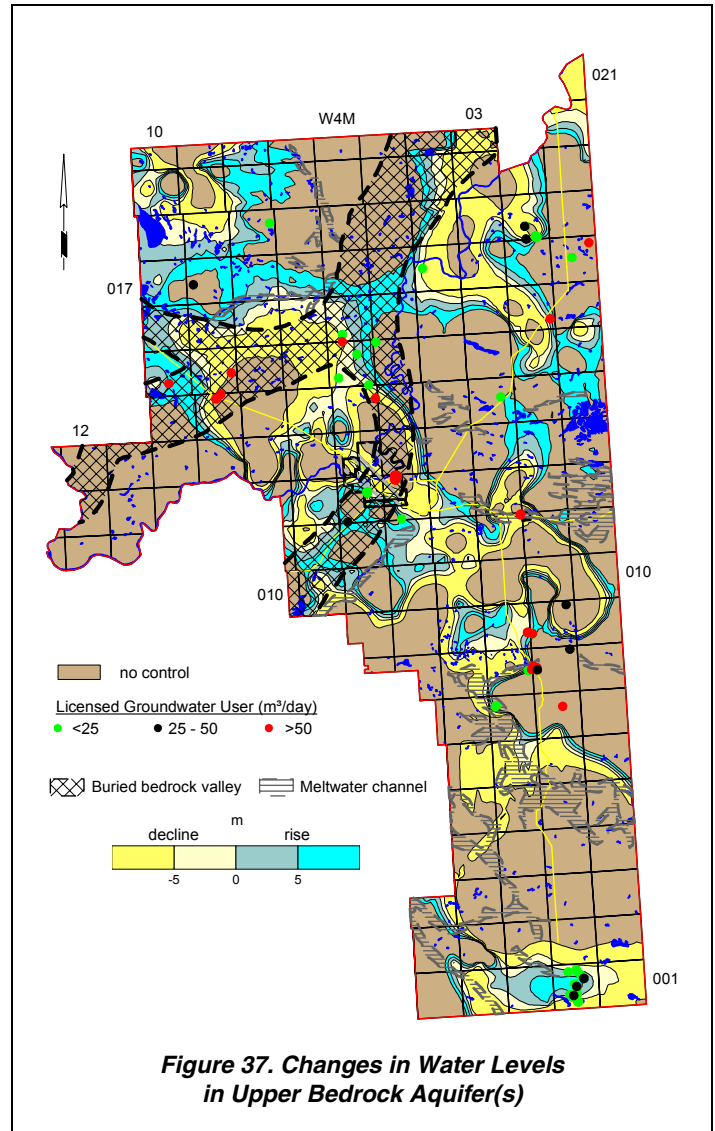 021
W4M
03
10
017
12
010
010
no control
Licensed Groundwater User (m³/day)
<25 25 - 50 >50
Buried bedrock valley Meltwater channel
m
decline rise
-5 0 5
001
Figure 37. Changes in Water Levels
in Upper Bedrock Aquifer(s)